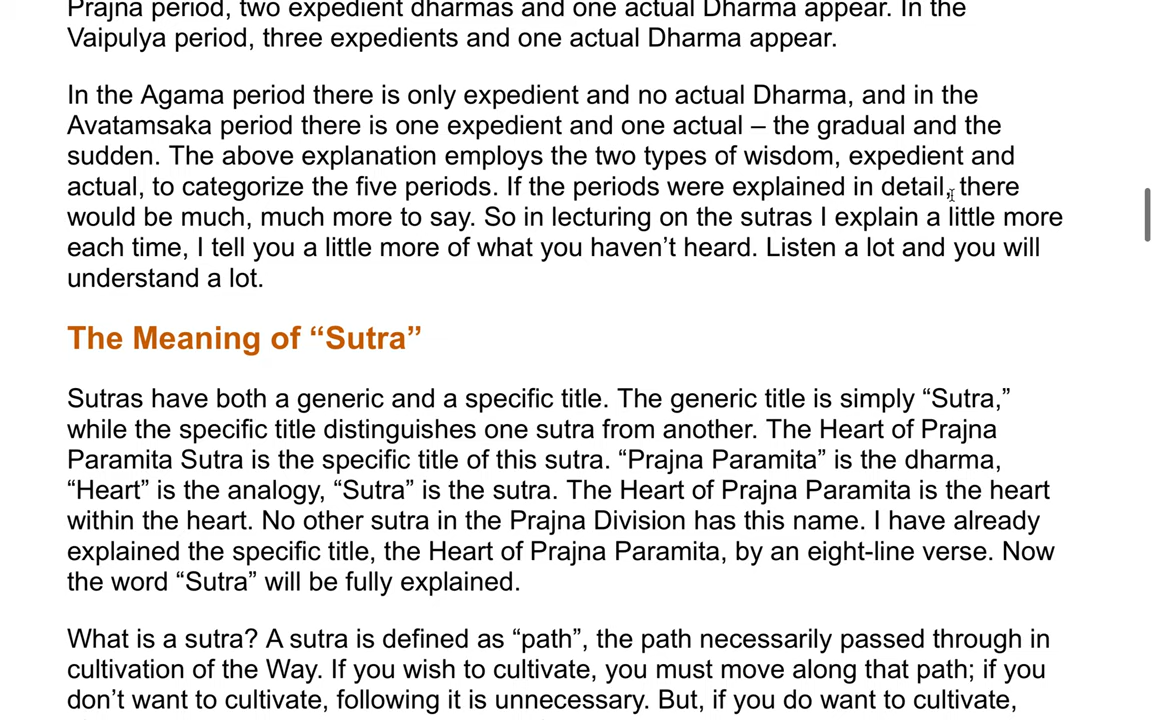 Prajna period, two expedient dharmas and one actual Dharma appear. In the
Vaipulya period, three expedients and one actual Dharma appear.
In the Agama period there is only expedient and no actual Dharma, and in the
Avatamsaka period there is one expedient and one actual – the gradual and the
sudden. The above explanation employs the two types of wisdom, expedient and
actual, to categorize the five periods. If the periods were explained in detail, there
would be much, much more to say. So in lecturing on the sutras I explain a little more
each time, I tell you a little more of what you haven’t heard. Listen a lot and you will
understand a lot.
The Meaning of “Sutra”
Sutras have both a generic and a specific title. The generic title is simply “Sutra,”
while the specific title distinguishes one sutra from another. The Heart of Prajna
Paramita Sutra is the specific title of this sutra. “Prajna Paramita” is the dharma,
“Heart” is the analogy, “Sutra” is the sutra. The Heart of Prajna Paramita is the heart
within the heart. No other sutra in the Prajna Division has this name. I have already
explained the specific title, the Heart of Prajna Paramita, by an eight-line verse. Now
the word “Sutra” will be fully explained.
What is a sutra? A sutra is defined as “path”, the path necessarily passed through in
cultivation of the Way. If you wish to cultivate, you must move along that path; if you
don’t want to cultivate, following it is unnecessary. But, if you do want to cultivate,